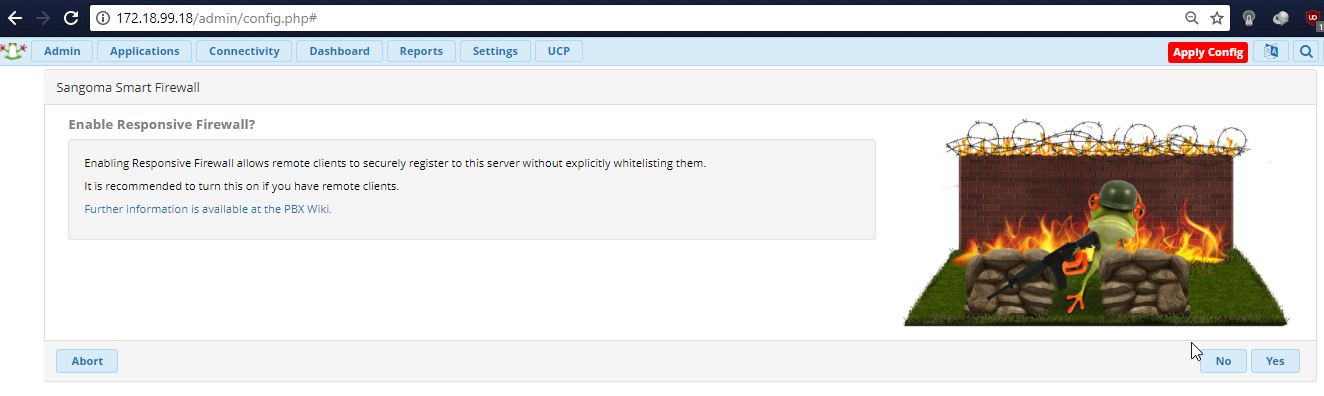 172.18.99.18/admin/config.php#
UD
1
Admin Applications Connectivity Dashboard Reports Settings UCP Apply Config
Sangoma Smart Firewall
Enable Responsive Firewall?
Enabling Responsive Firewall allows remote clients to securely register to this server without explicitly whitelisting them.
It is recommended to turn this on if you have remote clients.
Further information is available at the PBX Wiki.
Abort No Yes